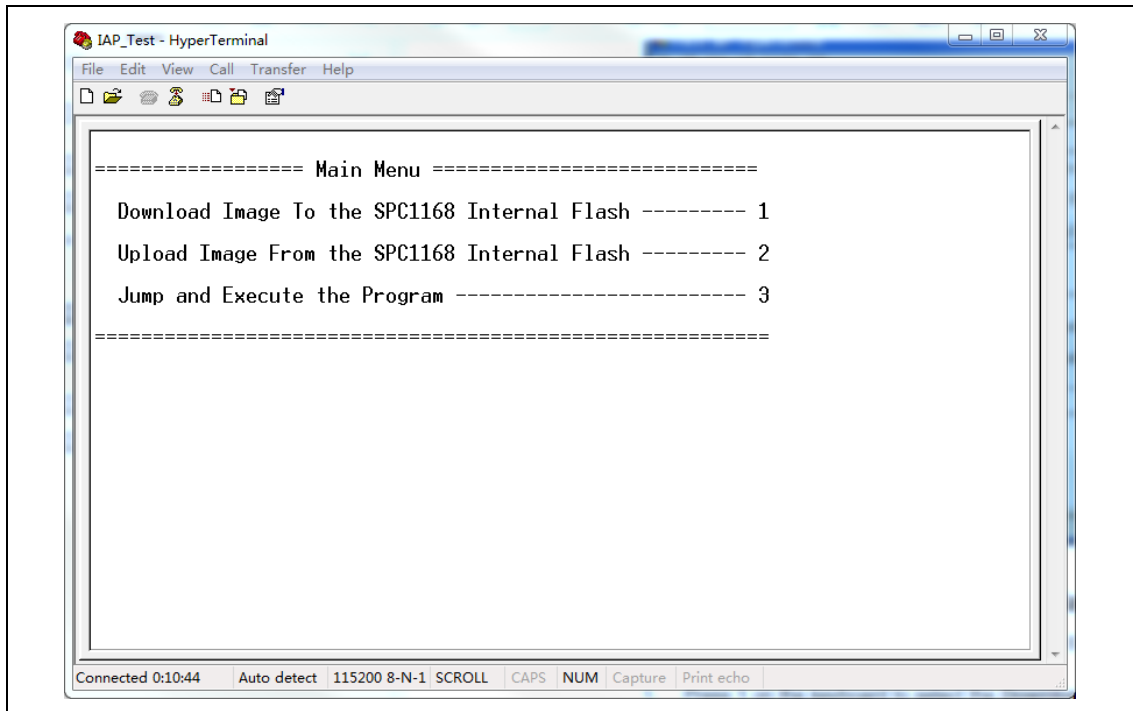 IAP_Test - HyperTerminal
File Edit View Call Transfer Help
================== Main Menu ============================
Download Image To the SPC1168 Internal Flash --------- 1
Upload Image From the SPC1168 Internal Flash --------- 2
Jump and Execute the Program ------------------------- 3
==========================================================
Connected 0:10:44 Auto detect 115200 8-N-1 SCROLL CAPS NUM Capture Print echo